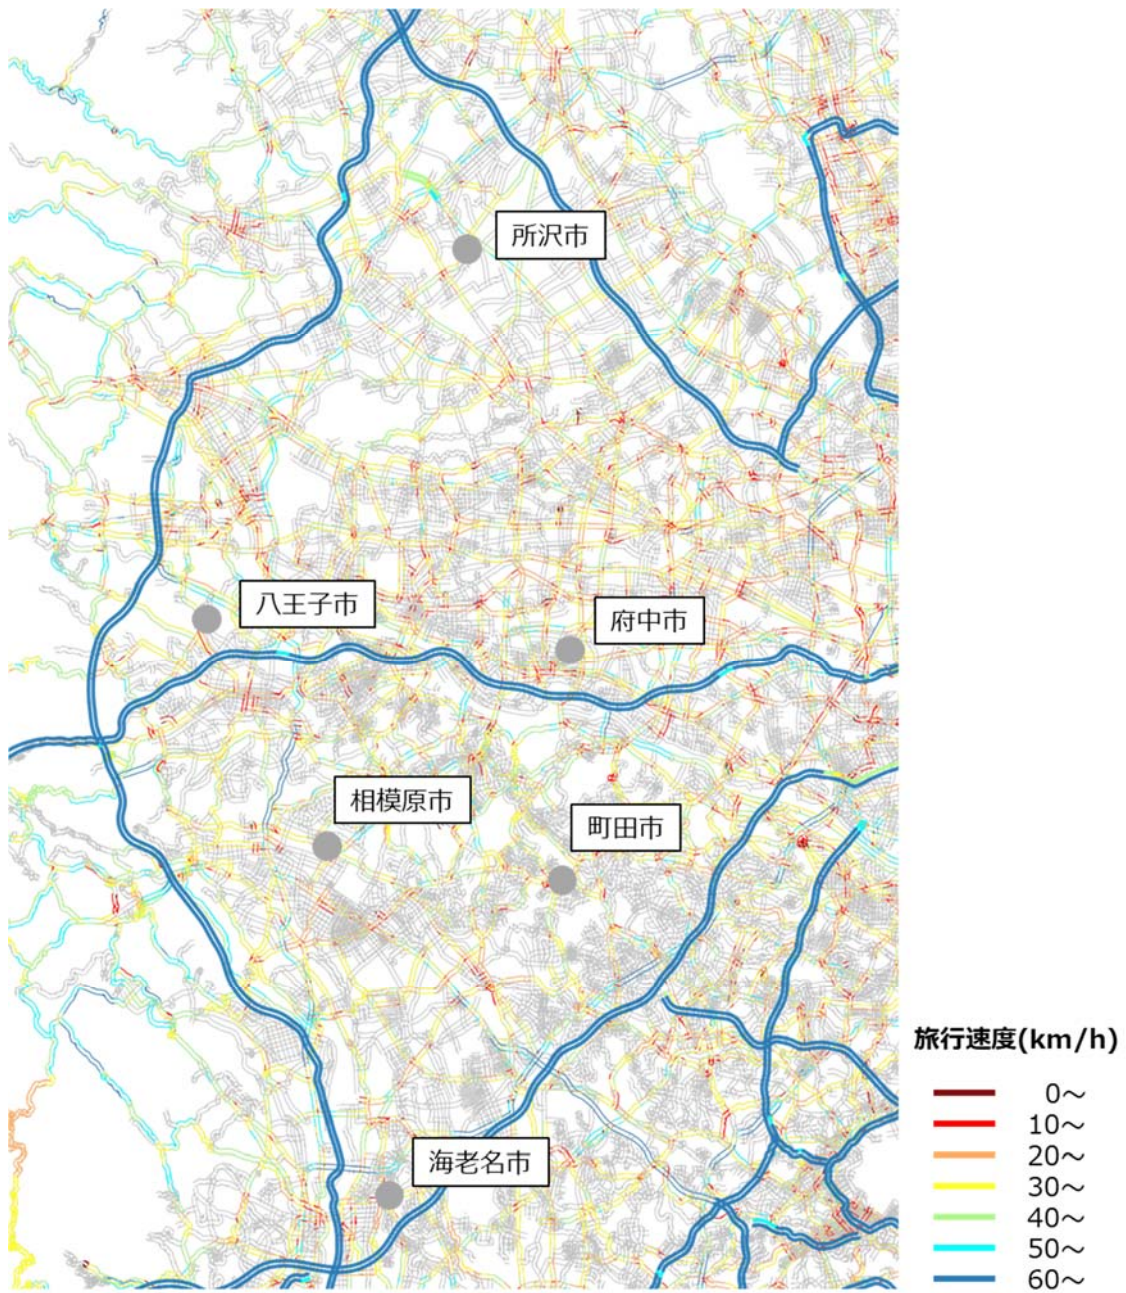 所沢市
八王子市
府中市
相模原市
町田市
海老名市
旅行速度(km/h)
0～
10～
20～
30～
40～
50～
60～